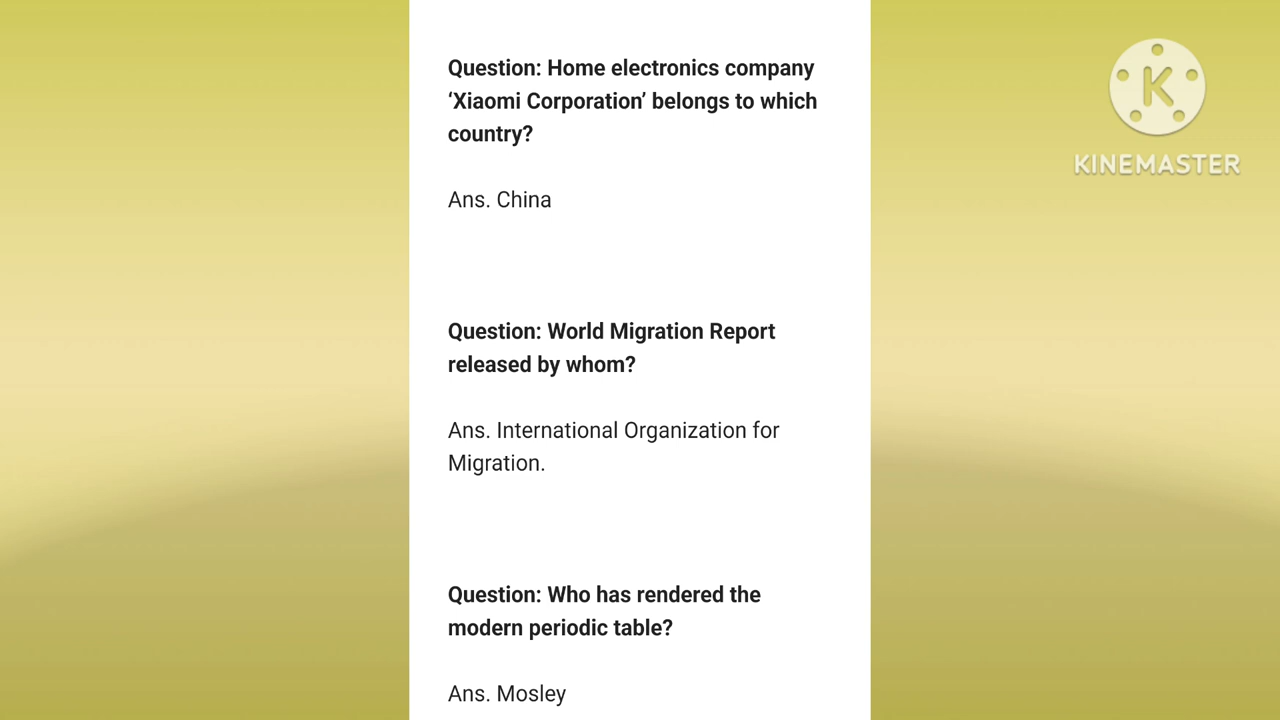 Question: Home electronics company
‘Xiaomi Corporation’ belongs to which
country?
Ans. China
Question: World Migration Report
released by whom?
Ans. International Organization for
Migration.
Question: Who has rendered the
modern periodic table?
Ans. Mosley
K
KINEMASTER